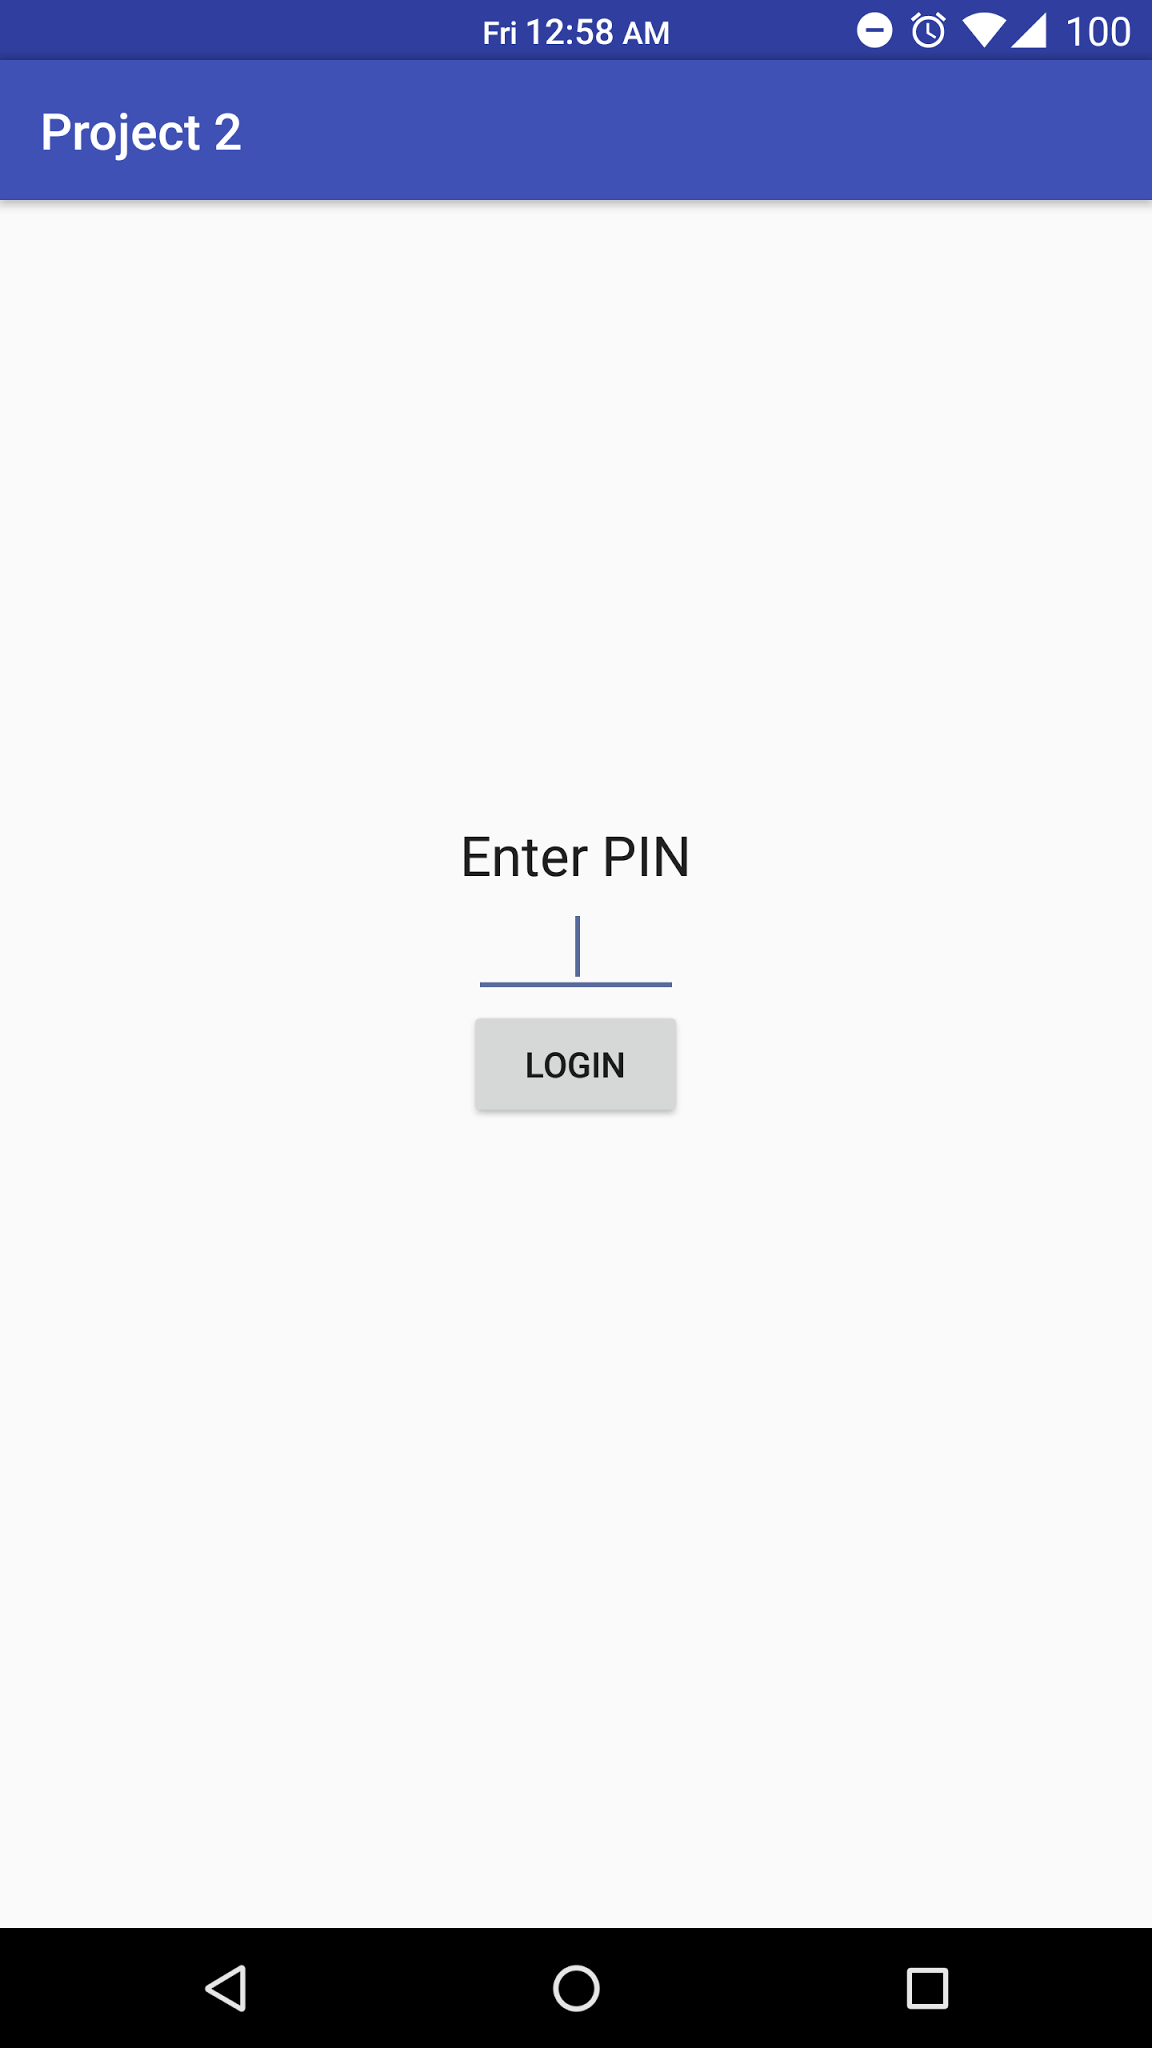 Fri 12:58 AM 100
Project 2
Enter PIN
LOGIN